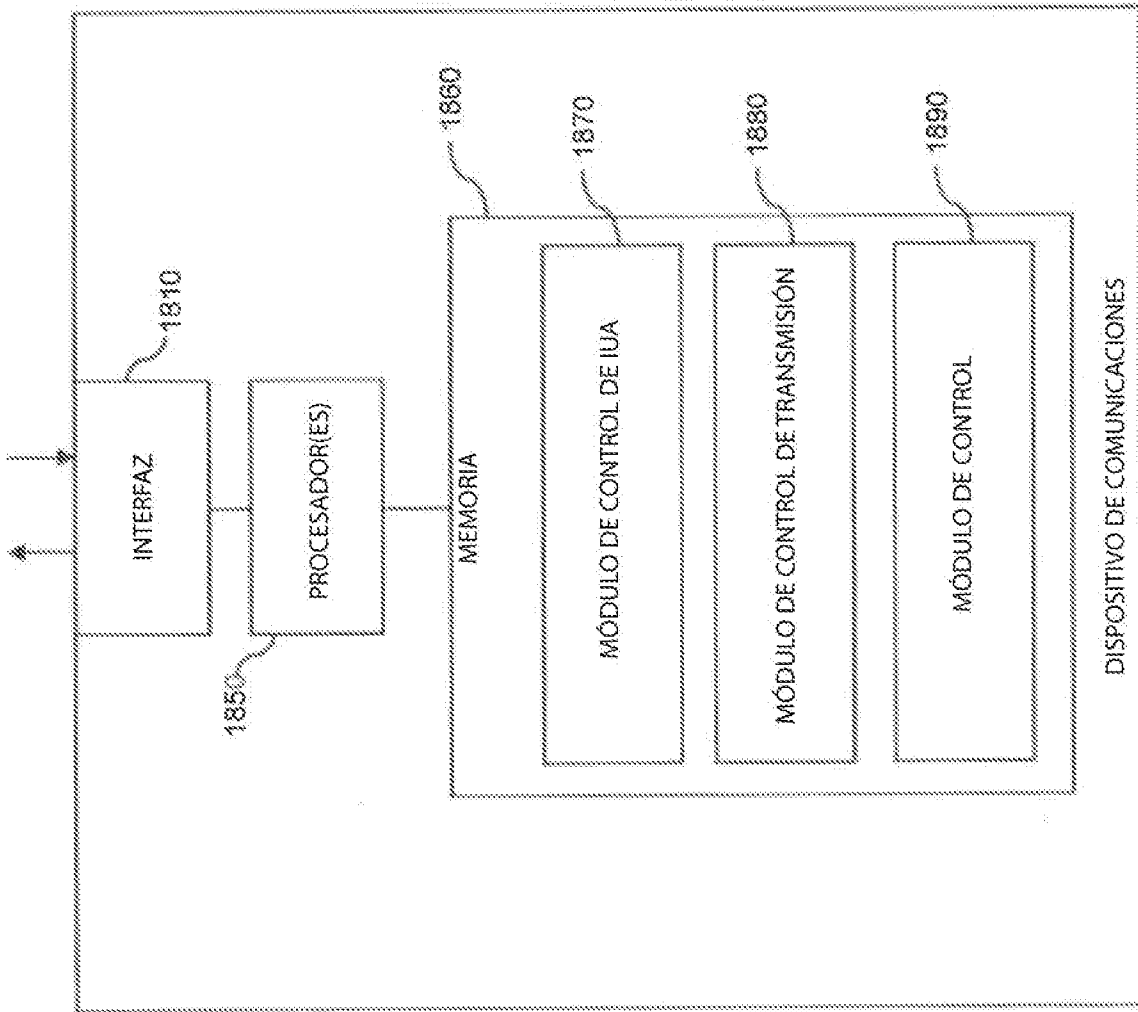 1810
INTERFAZ
1850
PROCESADOR(ES)
1860
MEMORIA
1870
MÓDULO DE CONTROL DE IUA
1880
MÓDULO DE CONTROL DE TRANSMISIÓN
1890
MÓDULO DE CONTROL
DISPOSITIVO DE COMUNICACIONES